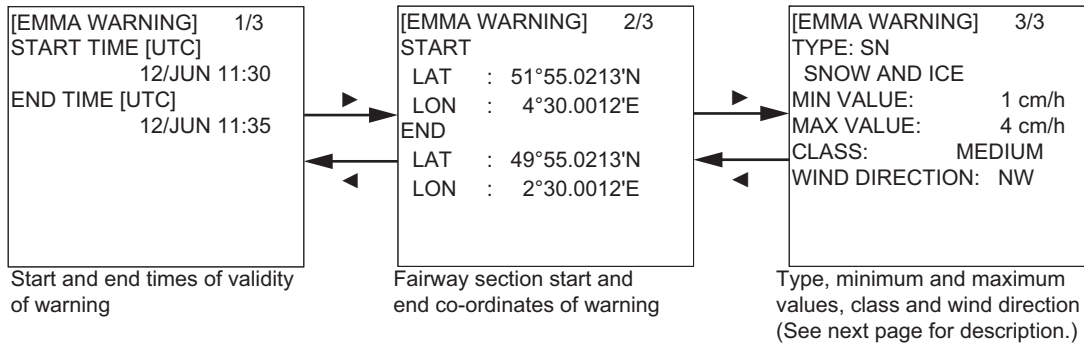 [EMMA WARNING] 1/3
START TIME [UTC]
12/JUN 11:30
END TIME [UTC]
12/JUN 11:35
Start and end times of validity
of warning
[EMMA WARNING] 2/3
START
LAT : 51°55.0213'N
LON : 4°30.0012'E
END
LAT : 49°55.0213'N
LON : 2°30.0012'E
Fairway section start and
end co-ordinates of warning
[EMMA WARNING] 3/3
TYPE: SN
SNOW AND ICE
MIN VALUE: 1 cm/h
MAX VALUE: 4 cm/h
CLASS: MEDIUM
WIND DIRECTION: NW
Type, minimum and maximum
values, class and wind direction
(See next page for description.)